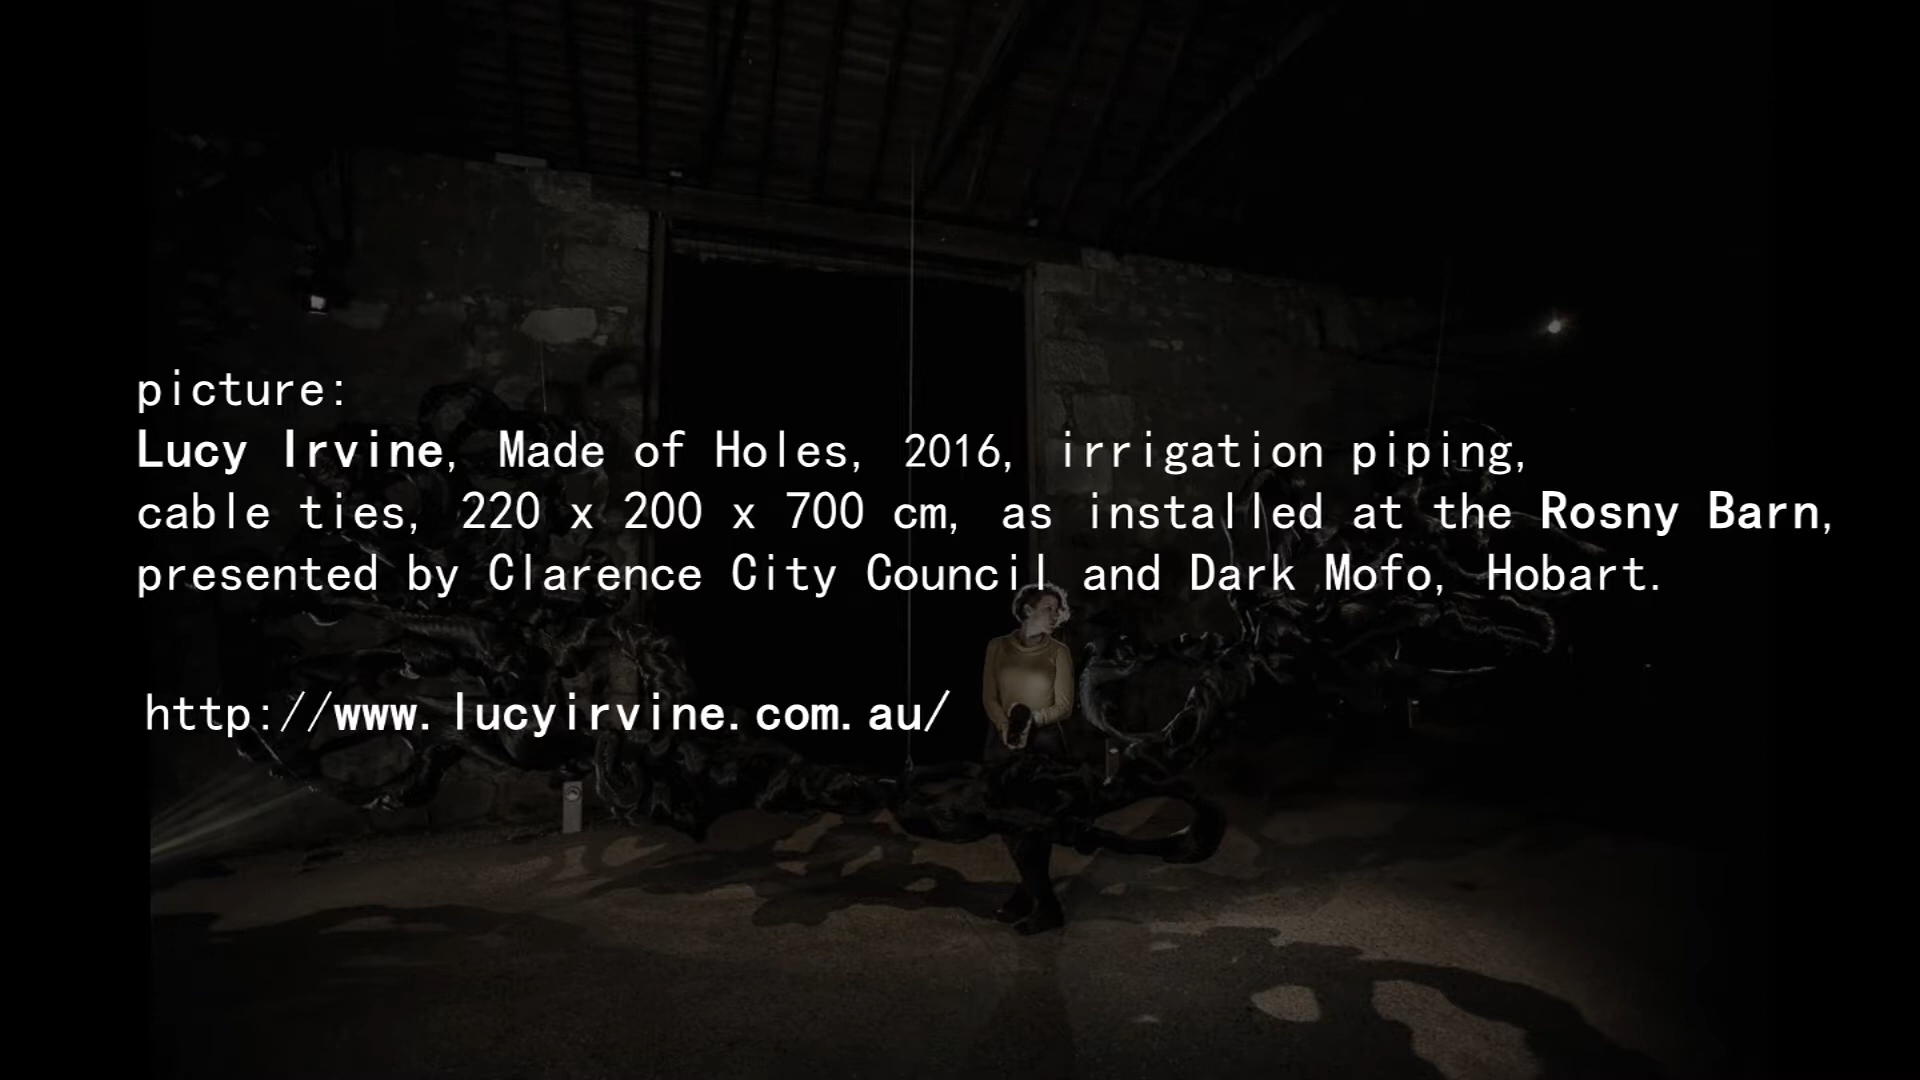 picture:
Lucy Irvine, Made of Holes, 2016, irrigation piping,
cable ties, 220 x 200 x 700 cm, as installed at the Rosny Barn,
presented by Clarence City Council and Dark Mofo, Hobart.
http://www.lucyirvine.com.au/